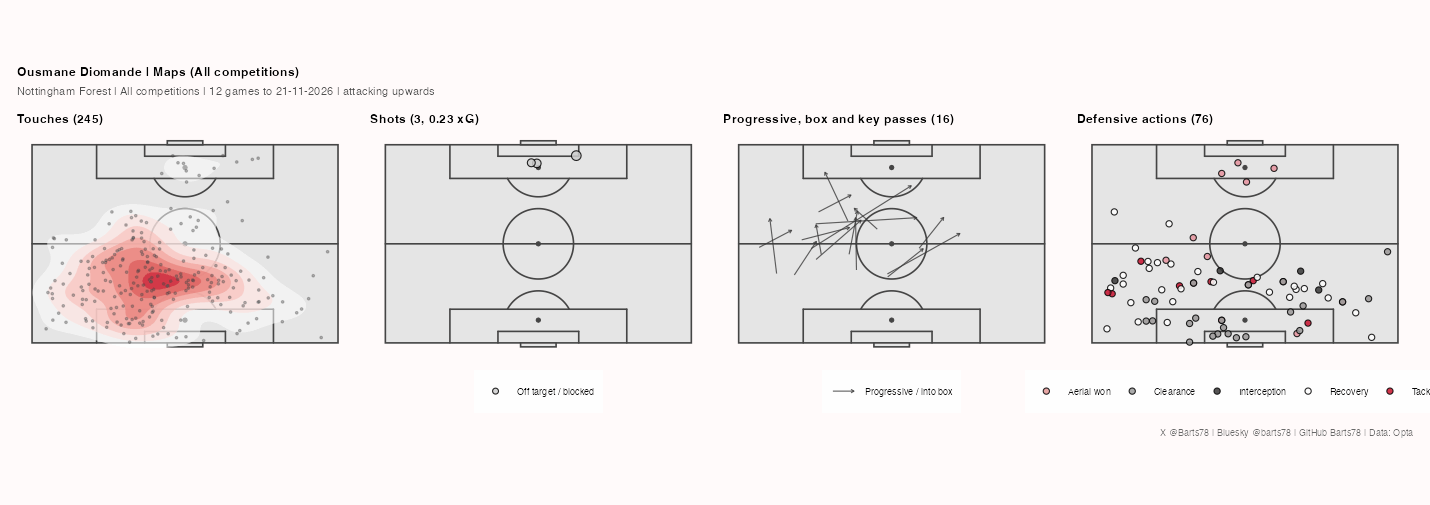 Ousmane Diomande | Maps (All competitions)
Nottingham Forest | All competitions | 12 games to 21-11-2026 | attacking upwards
Touches (245)
Shots (3, 0.23 xG)
Progressive, box and key passes (16)
Defensive actions (76)
Off target / blocked
Progressive / into box
Aerial won
Clearance
Interception
Recovery
Tack
X @Barts78 | Bluesky @barts78 | GitHub Barts78 | Data: Opta